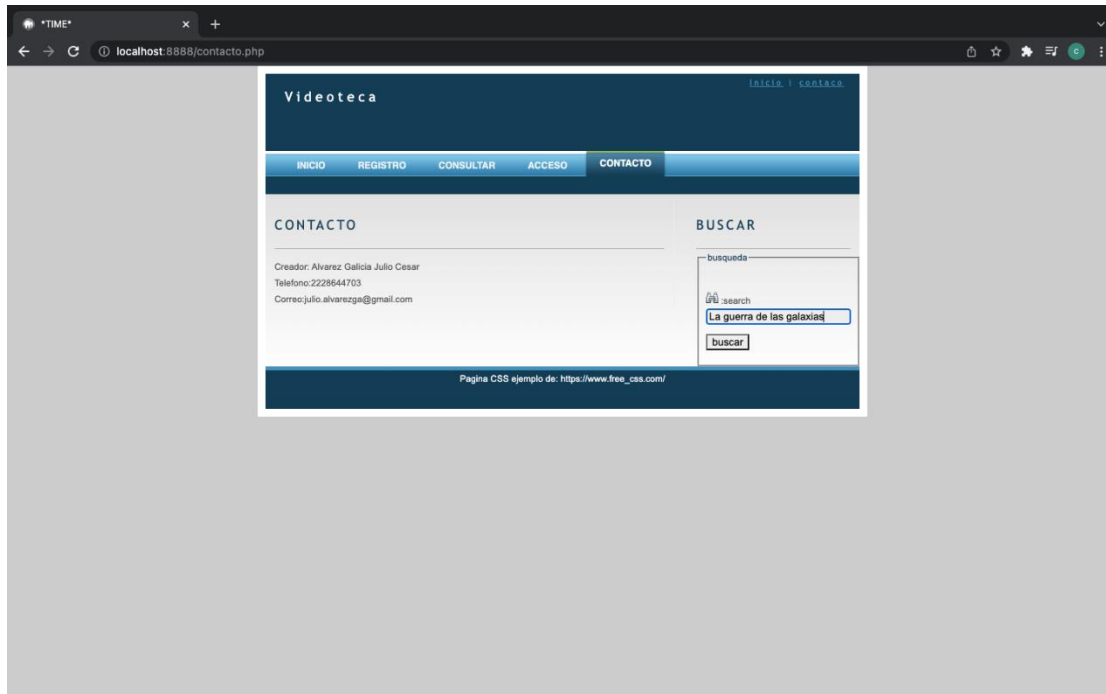 *TIME*
localhost:8888/contacto.php
Videoteca
inicio | contaco
INICIO REGISTRO CONSULTAR ACCESO CONTACTO
CONTACTO
Creador: Alvarez Galicia Julio Cesar
Telefono:2228644703
Correo:julio.alvarezga@gmail.com
BUSCAR
busqueda
:search
La guerra de las galaxias
buscar
Pagina CSS ejemplo de: https://www.free_css.com/